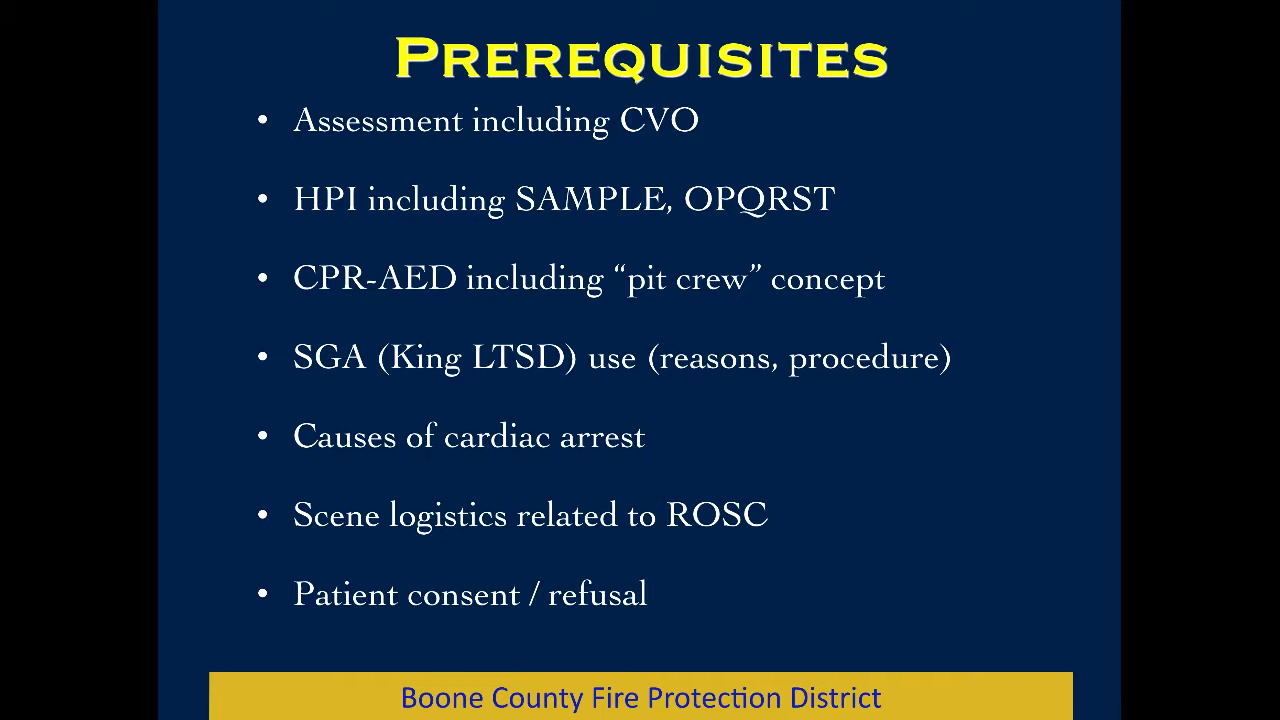 PREREQUISITES
• Assessment including CVO
• HPI including SAMPLE, OPQRST
• CPR-AED including “pit crew” concept
• SGA (King LTSD) use (reasons, procedure)
• Causes of cardiac arrest
• Scene logistics related to ROSC
• Patient consent / refusal
Boone County Fire Protection District